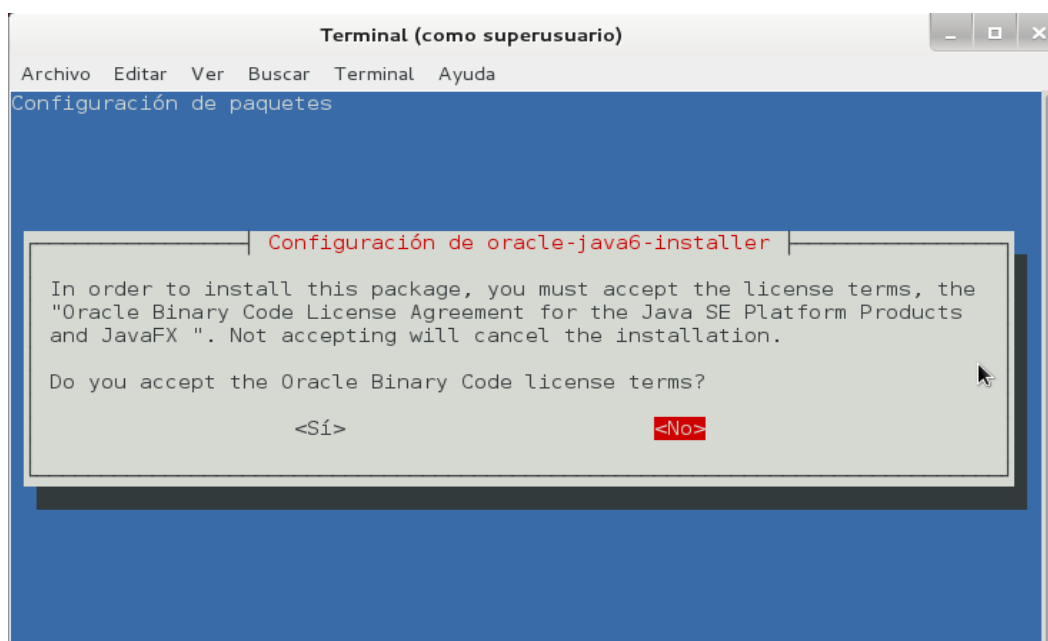 Terminal (como superusuario)
Archivo Editar Ver Buscar Terminal Ayuda
Configuración de paquetes
Configuración de oracle-java6-installer
In order to install this package, you must accept the license terms, the
"Oracle Binary Code License Agreement for the Java SE Platform Products
and JavaFX ". Not accepting will cancel the installation.
Do you accept the Oracle Binary Code license terms?
<Sí> <No>